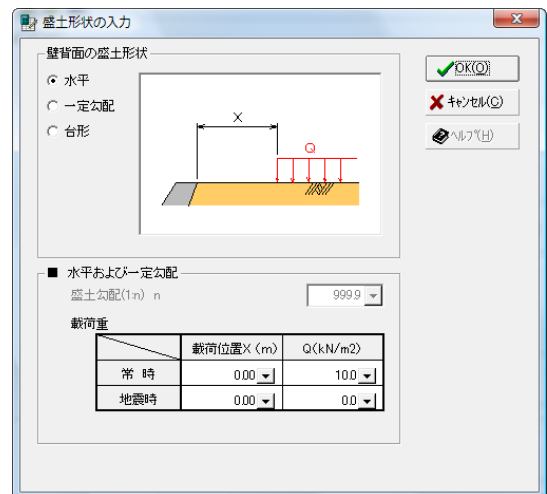 盛土形状の入力
壁背面の盛土形状
水平
一定勾配
台形
X
Q
OK(O)
キャンセル(C)
ヘルプ(H)
■ 水平および一定勾配
盛土勾配(1:n) n 999.9
載荷重
載荷位置X (m) Q(kN/m2)
常 時 0.00 10.0
地震時 0.00 0.0